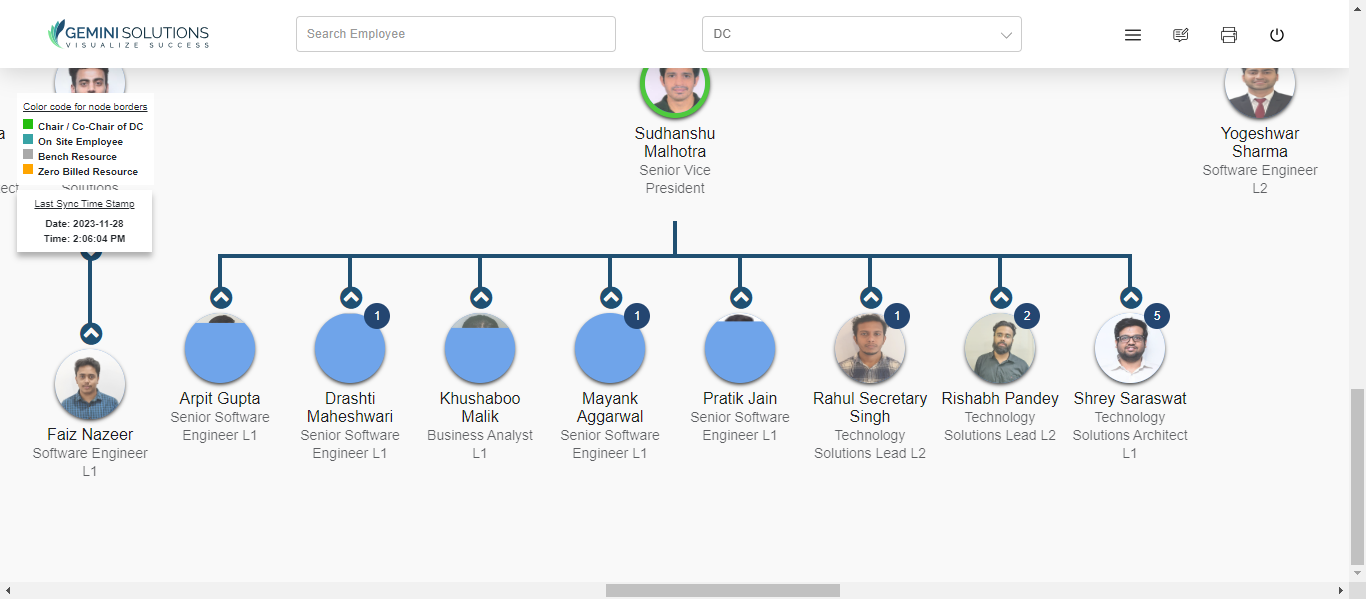 GEMINI SOLUTIONS
VISUALIZE SUCCESS
Search Employee
DC
Color code for node borders
Chair / Co-Chair of DC
On Site Employee
Bench Resource
Zero Billed Resource
Solutions
Last Sync Time Stamp
Date: 2023-11-28
Time: 2:06:04 PM
Sudhanshu
Malhotra
Senior Vice
President
Yogeshwar
Sharma
Software Engineer
L2
Faiz Nazeer
Software Engineer
L1
Arpit Gupta
Senior Software
Engineer L1
1
Drashti
Maheshwari
Senior Software
Engineer L1
Khushaboo
Malik
Business Analyst
L1
1
Mayank
Aggarwal
Senior Software
Engineer L1
Pratik Jain
Senior Software
Engineer L1
1
Rahul Secretary
Singh
Technology
Solutions Lead L2
2
Rishabh Pandey
Technology
Solutions Lead L2
5
Shrey Saraswat
Technology
Solutions Architect
L1